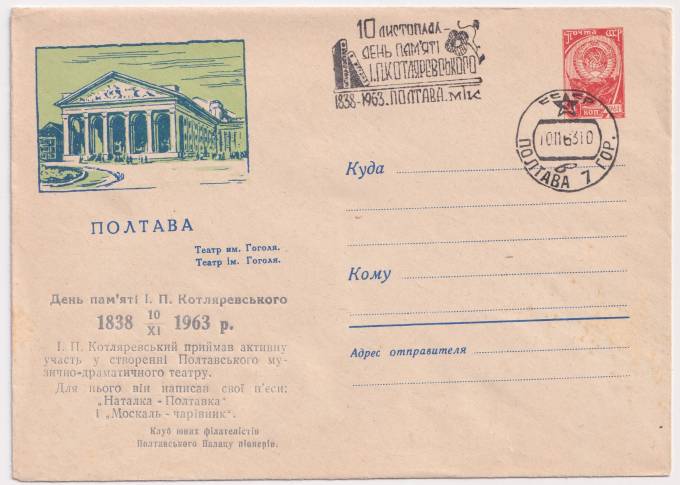 10 ЛИСТОПАДА
ДЕНЬ ПАМ'ЯТІ
І.П.КОТЛЯРЕВСЬКОГО
1838-1963. ПОЛТАВА.
ПОЧТА СССР
КОП
ПОЛТАВА 7 ГОР.
ПОЛТАВА
Театр им. Гоголя.
Театр ім. Гоголя.
День пам'яті І. П. Котляревського
1838 10/XI 1963 р.
І. П. Котляревський приймав активну
участь у створенні Полтавського му-
зично-драматичного театру.
Для нього він написав свої п'єси:
„Наталка - Полтавка"
і „Москаль - чарівник".
Клуб юних філателістів
Полтавського Палацу піонерів.
Куда
Кому
Адрес отправителя